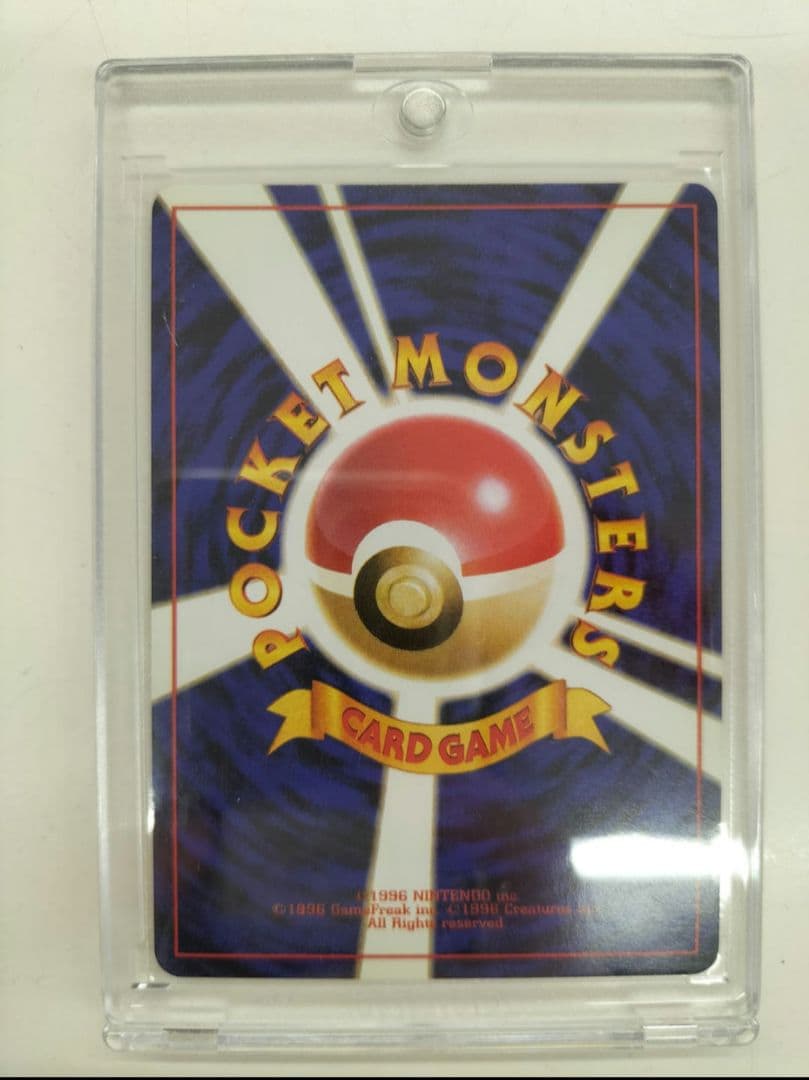 POCKET MONSTERS
CARD GAME
©1996 NINTENDO inc.
©1996 GameFreak inc. ©1996 Creatures inc.
All Rights reserved.